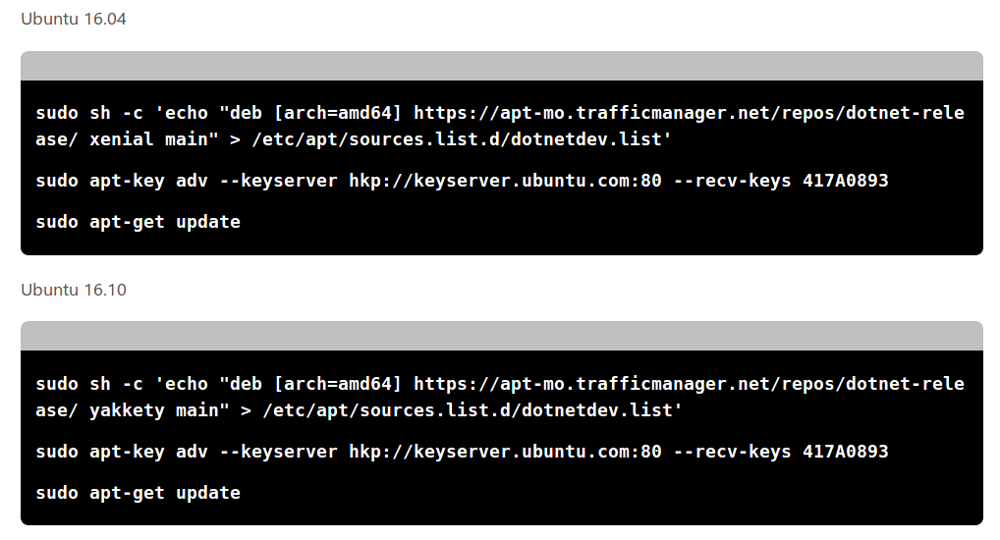 Ubuntu 16.04
sudo sh -c 'echo "deb [arch=amd64] https://apt-mo.trafficmanager.net/repos/dotnet-rele
ase/ xenial main" > /etc/apt/sources.list.d/dotnetdev.list'
sudo apt-key adv --keyserver hkp://keyserver.ubuntu.com:80 --recv-keys 417A0893
sudo apt-get update
Ubuntu 16.10
sudo sh -c 'echo "deb [arch=amd64] https://apt-mo.trafficmanager.net/repos/dotnet-rele
ase/ yakkety main" > /etc/apt/sources.list.d/dotnetdev.list'
sudo apt-key adv --keyserver hkp://keyserver.ubuntu.com:80 --recv-keys 417A0893
sudo apt-get update